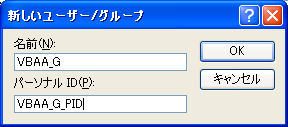 新しいユーザー/グループ
名前(N):
VBAA_G
OK
パーソナル ID(P):
キャンセル
VBAA_G_PID